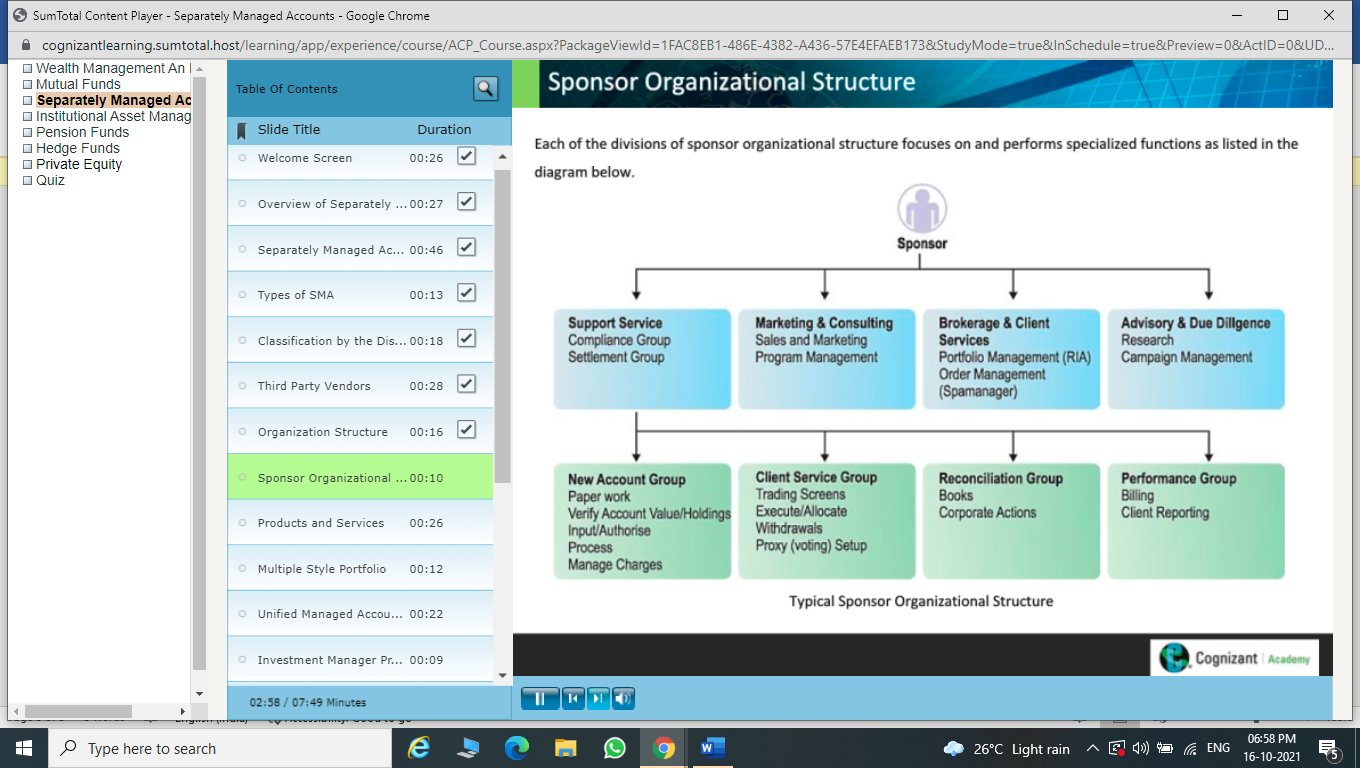 SumTotal Content Player - Separately Managed Accounts - Google Chrome
cognizantlearning.sumtotal.host/learning/app/experience/course/ACP_Course.aspx?PackageViewId=1FAC8EB1-486E-4382-A436-57E4EFAEB173&StudyMode=true&InSchedule=true&Preview=0&ActID=0&UD...
Wealth Management An I
Mutual Funds
Separately Managed Ac
Institutional Asset Manag
Pension Funds
Hedge Funds
Private Equity
Quiz
Table Of Contents
Slide Title Duration
Welcome Screen 00:26
Overview of Separately ... 00:27
Separately Managed Ac... 00:46
Types of SMA 00:13
Classification by the Dis... 00:18
Third Party Vendors 00:28
Organization Structure 00:16
Sponsor Organizational ... 00:10
Products and Services 00:26
Multiple Style Portfolio 00:12
Unified Managed Accou... 00:22
Investment Manager Pr... 00:09
02:58 / 07:49 Minutes
Sponsor Organizational Structure
Each of the divisions of sponsor organizational structure focuses on and performs specialized functions as listed in the
diagram below.
Sponsor
Support Service
Compliance Group
Settlement Group
Marketing & Consulting
Sales and Marketing
Program Management
Brokerage & Client
Services
Portfolio Management (RIA)
Order Management
(Spamanager)
Advisory & Due Dillgence
Research
Campaign Management
New Account Group
Paper work
Verify Account Value/Holdings
Input/Authorise
Process
Manage Charges
Client Service Group
Trading Screens
Execute/Allocate
Withdrawals
Proxy (voting) Setup
Reconciliation Group
Books
Corporate Actions
Performance Group
Billing
Client Reporting
Typical Sponsor Organizational Structure
Cognizant | Academy
Type here to search
26°C Light rain
ENG
06:58 PM
16-10-2021
5